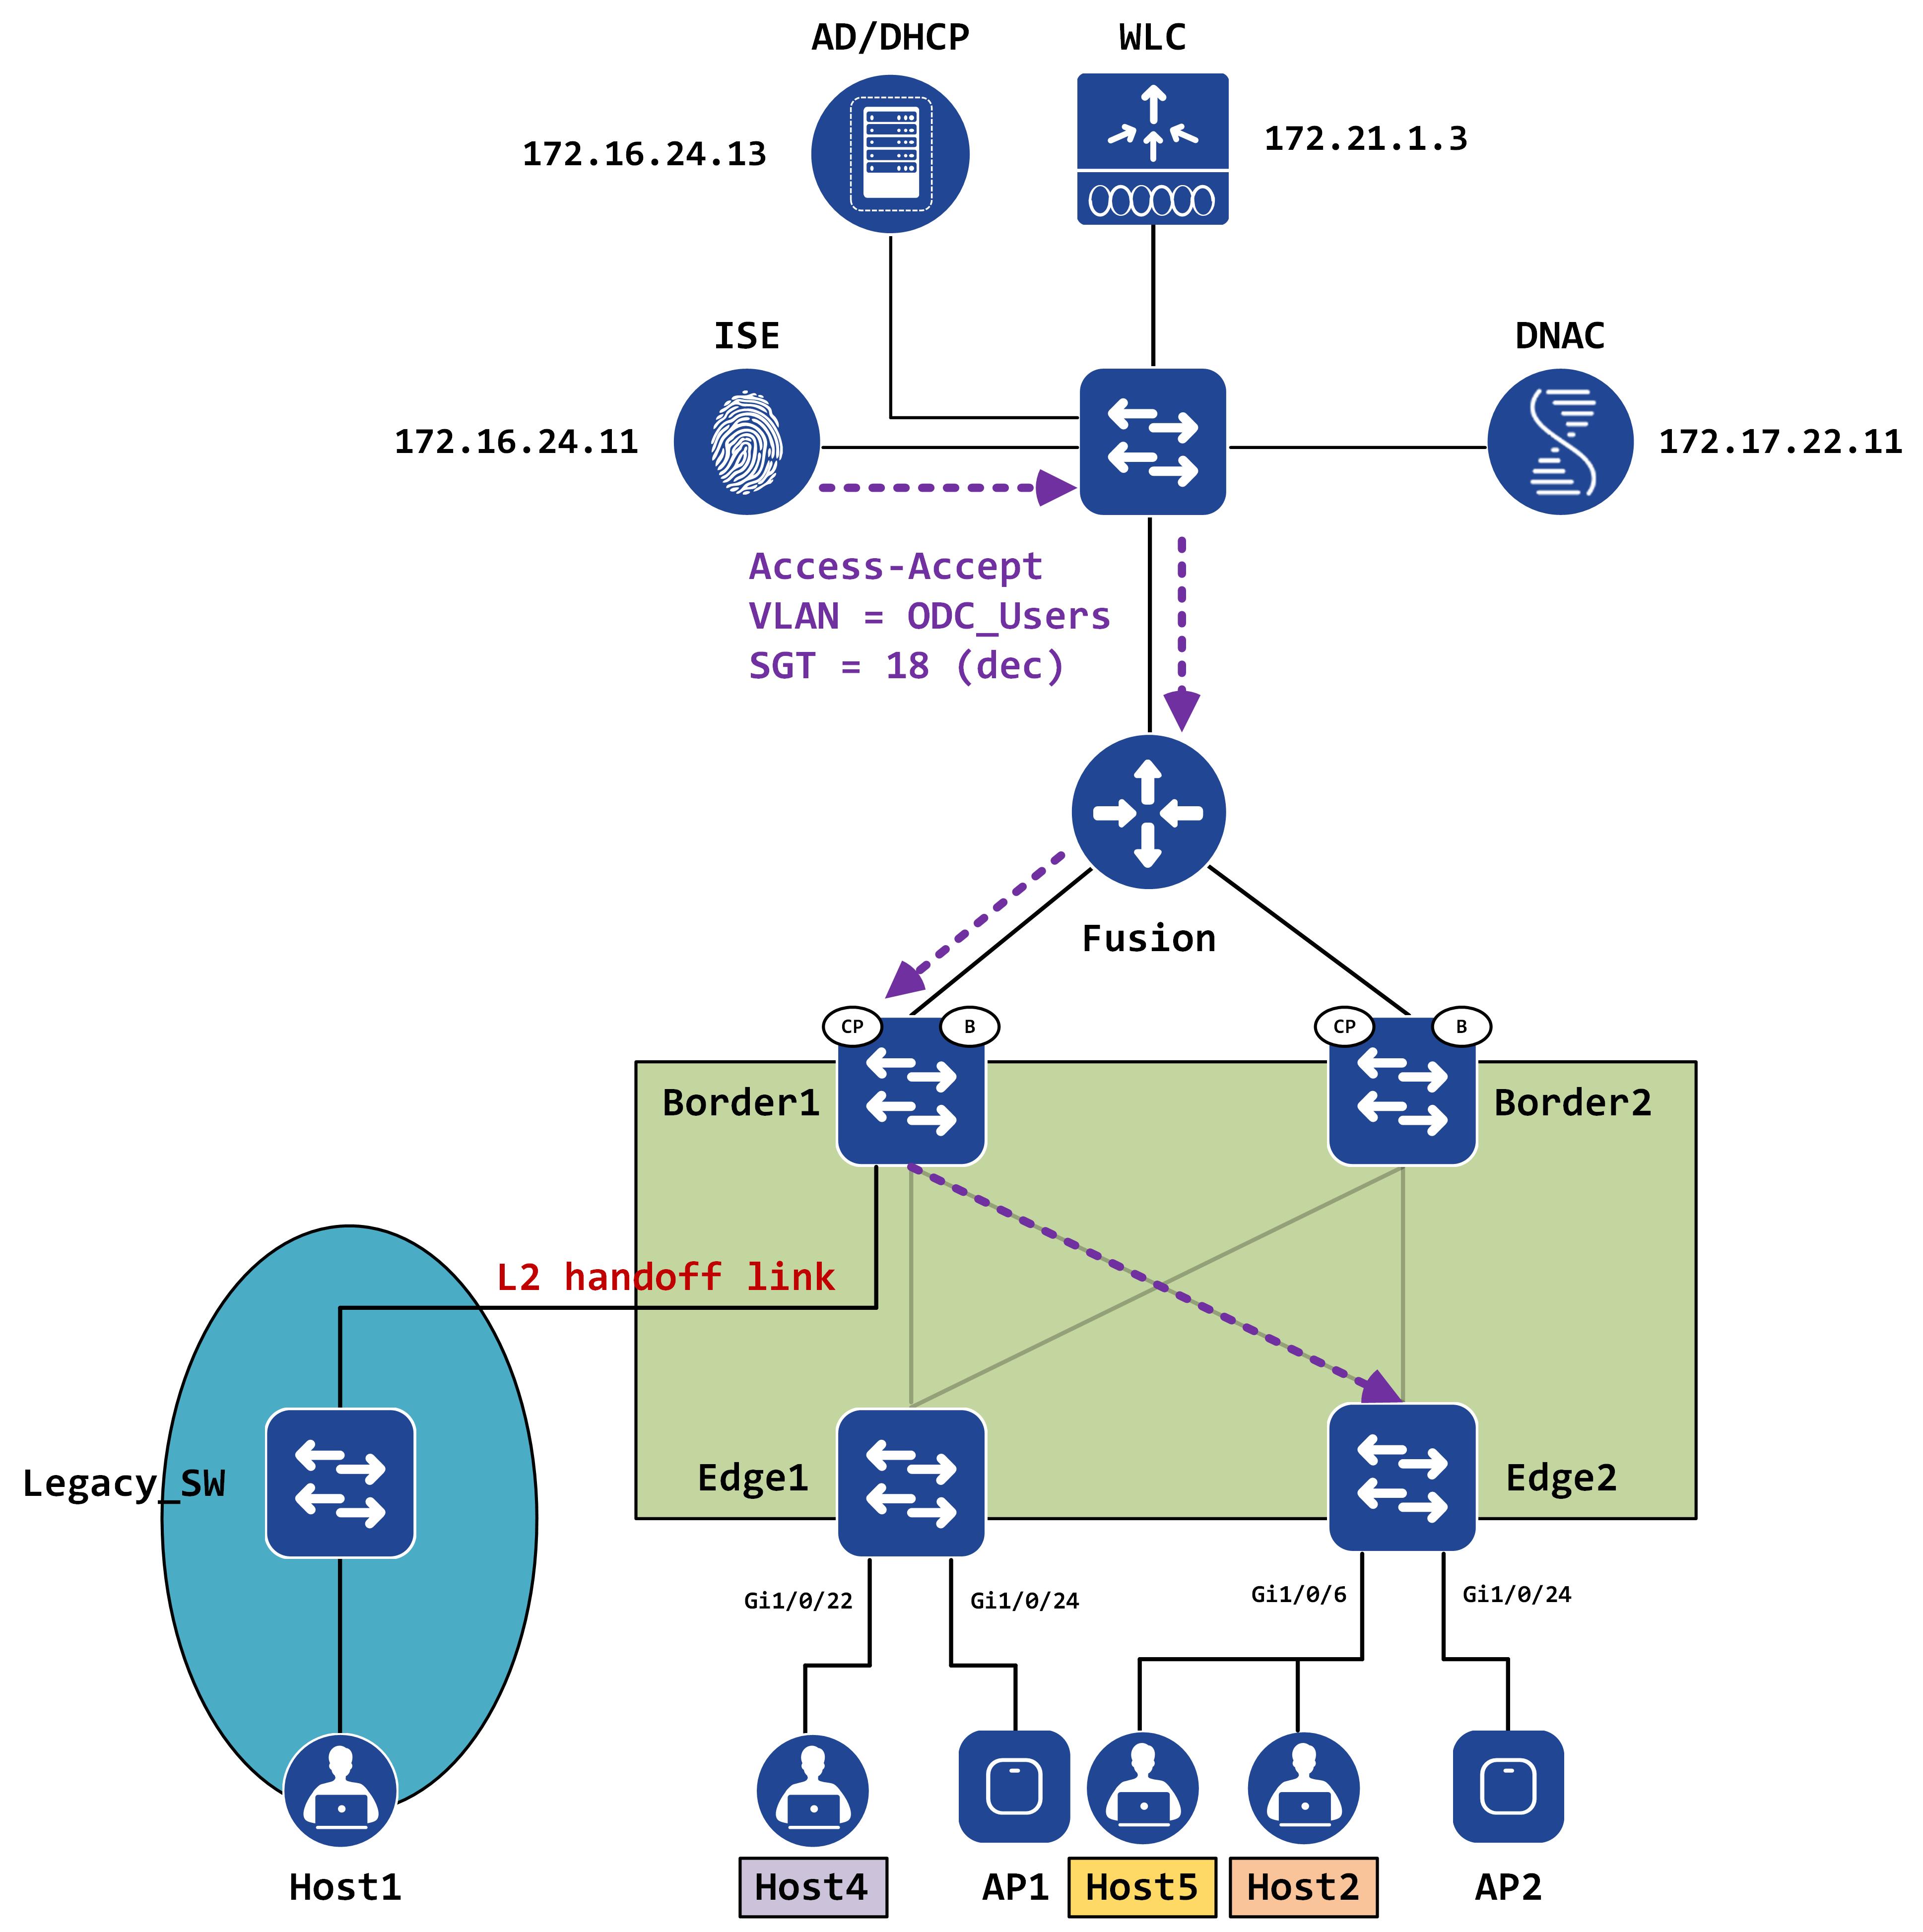 AD/DHCP
WLC
172.16.24.13
172.21.1.3
ISE
DNAC
172.16.24.11
172.17.22.11
Access-Accept
VLAN = ODC_Users
SGT = 18 (dec)
Fusion
CP
B
CP
B
Border1
Border2
L2 handoff link
Legacy_SW
Edge1
Edge2
Gi1/0/22
Gi1/0/24
Gi1/0/6
Gi1/0/24
Host1
Host4
AP1
Host5
Host2
AP2